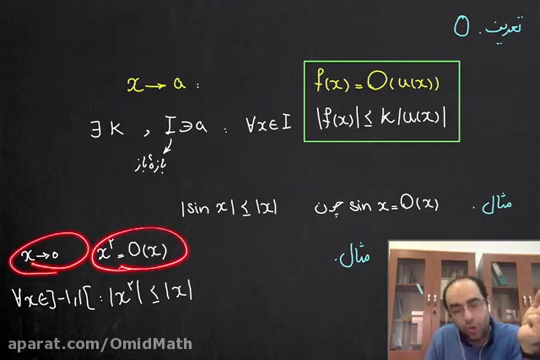 تعریف. O
x → a :
f(x) = O(u(x))
|f(x)| ≤ k |u(x)|
∃ k , I ∋ a : ∀x ∈ I
بازه‌ باز
مثال. sin x = O(x) چون |sin x| ≤ |x|
مثال.
x² = O(x) x → 0
∀x ∈ ]-1,1[ : |x²| ≤ |x|
aparat.com/OmidMath